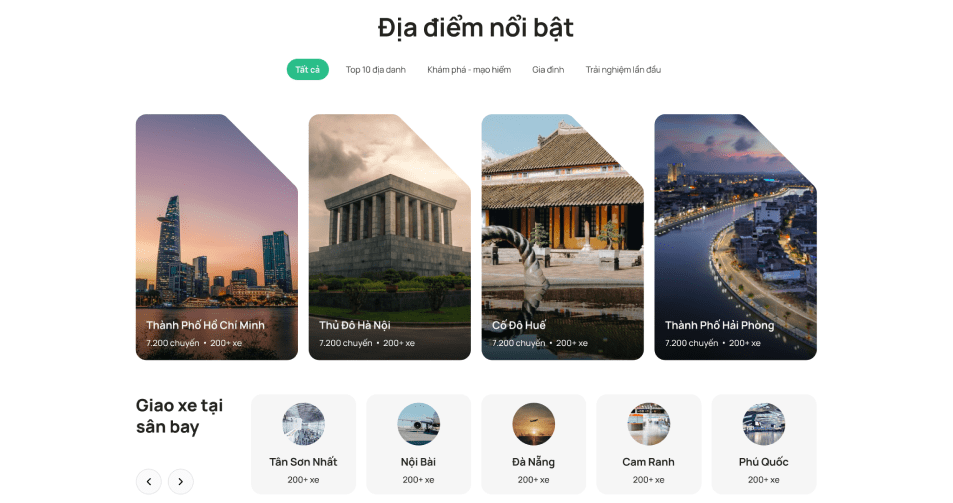 Địa điểm nổi bật
Tất cả
Top 10 địa danh
Khám phá - mạo hiểm
Gia đình
Trải nghiệm lần đầu
Thành Phố Hồ Chí Minh
7.200 chuyến • 200+ xe
Thủ Đô Hà Nội
7.200 chuyến • 200+ xe
Cố Đô Huế
7.200 chuyến • 200+ xe
Thành Phố Hải Phòng
7.200 chuyến • 200+ xe
Giao xe tại
sân bay
Tân Sơn Nhất
200+ xe
Nội Bài
200+ xe
Đà Nẵng
200+ xe
Cam Ranh
200+ xe
Phú Quốc
200+ xe